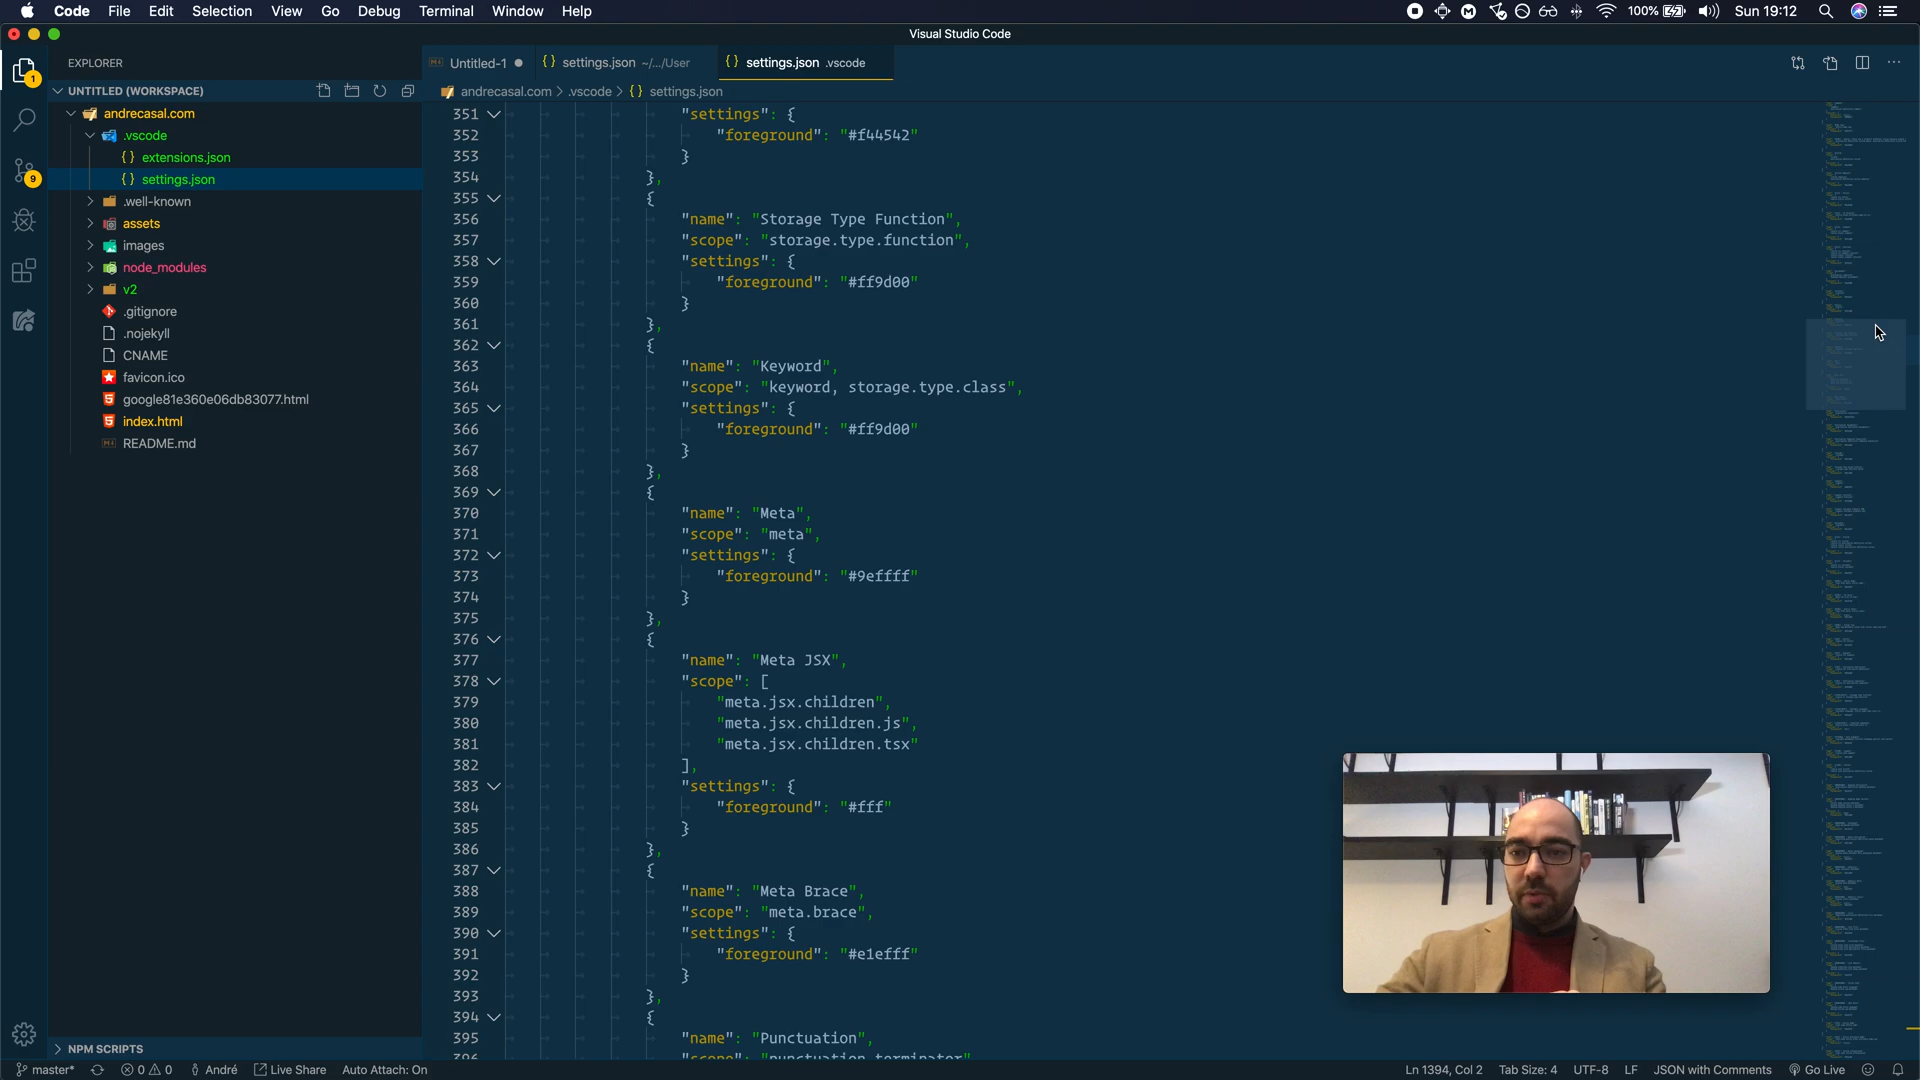 Code File Edit Selection View Go Debug Terminal Window Help 100% Sun 19:12
Visual Studio Code
EXPLORER
Untitled-1 settings.json ~/.../User settings.json .vscode
UNTITLED (WORKSPACE)
andrecasal.com > .vscode > {} settings.json
1
9
andrecasal.com
.vscode
{} extensions.json
{} settings.json
.well-known
assets
images
node_modules
v2
.gitignore
.nojekyll
CNAME
favicon.ico
google81e360e06db83077.html
index.html
README.md
NPM SCRIPTS
351 "settings": {
352 "foreground": "#f44542"
353 }
354 },
355 {
356 "name": "Storage Type Function",
357 "scope": "storage.type.function",
358 "settings": {
359 "foreground": "#ff9d00"
360 }
361 },
362 {
363 "name": "Keyword",
364 "scope": "keyword, storage.type.class",
365 "settings": {
366 "foreground": "#ff9d00"
367 }
368 },
369 {
370 "name": "Meta",
371 "scope": "meta",
372 "settings": {
373 "foreground": "#9effff"
374 }
375 },
376 {
377 "name": "Meta JSX",
378 "scope": [
379 "meta.jsx.children",
380 "meta.jsx.children.js",
381 "meta.jsx.children.tsx"
382 ],
383 "settings": {
384 "foreground": "#fff"
385 }
386 },
387 {
388 "name": "Meta Brace",
389 "scope": "meta.brace",
390 "settings": {
391 "foreground": "#e1efff"
392 }
393 },
394 {
395 "name": "Punctuation",
396 "scope": "punctuation.terminator"
master* 0 0 André Live Share Auto Attach: On Ln 1394, Col 2 Tab Size: 4 UTF-8 LF JSON with Comments Go Live